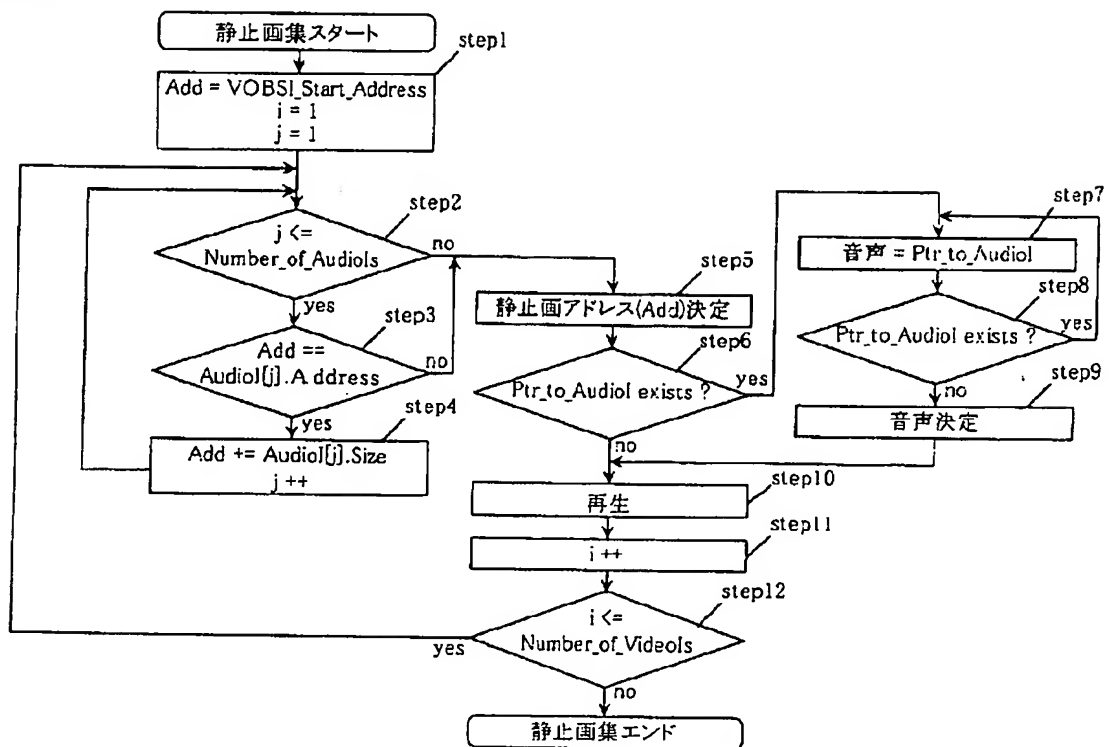 静止画集スタート
step1
Add = VOBSI_Start_Address
i = 1
j = 1
step2
j <=
Number_of_AudioIs
no
yes
step3
Add ==
AudioI[j].Address
no
yes
step4
Add += AudioI[j].Size
j ++
step5
静止画アドレス(Add)決定
step6
Ptr_to_AudioI exists ?
yes
no
step7
音声 = Ptr_to_AudioI
step8
Ptr_to_AudioI exists ?
yes
no
step9
音声決定
step10
再生
step11
i ++
step12
i <=
Number_of_VideoIs
yes
no
静止画集エンド